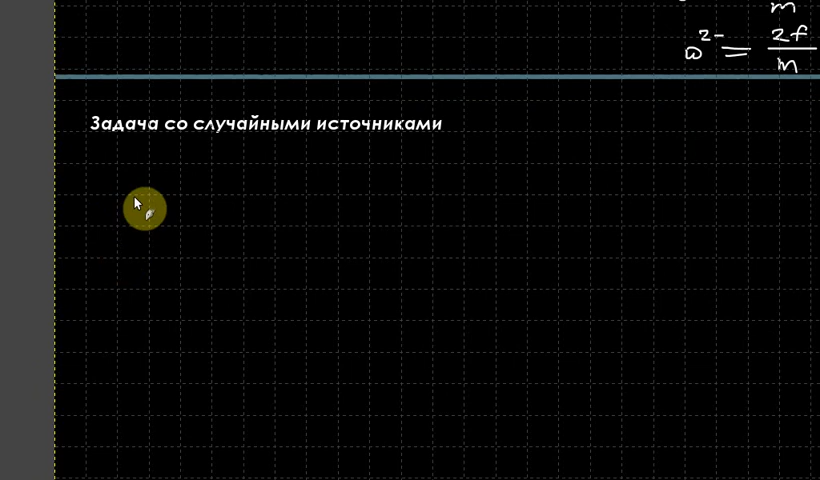 m
ω² = 2f
m
Задача со случайными источниками